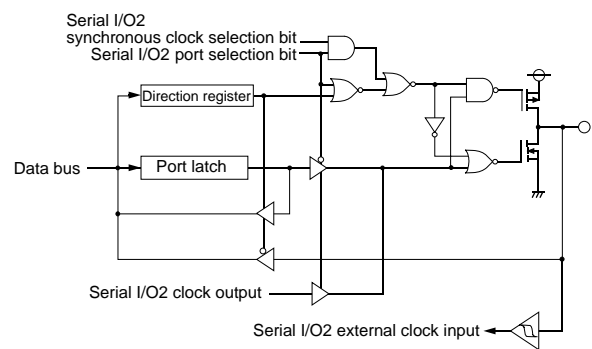 Serial I/O2
synchronous clock selection bit
Serial I/O2 port selection bit
Direction register
Data bus
Port latch
Serial I/O2 clock output
Serial I/O2 external clock input